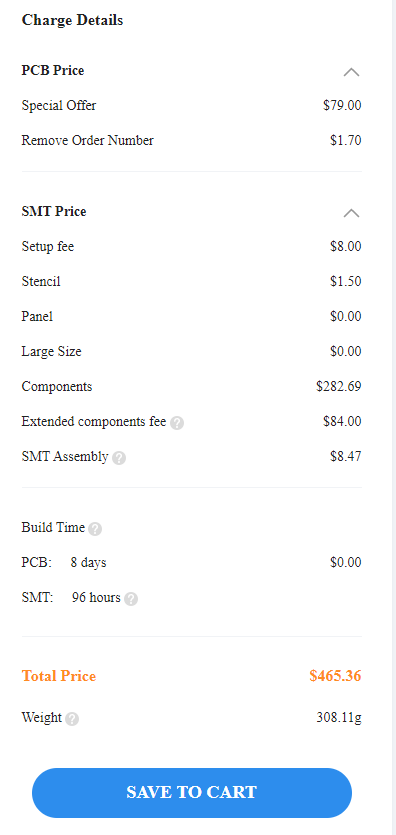 Charge Details
PCB Price
Special Offer $79.00
Remove Order Number $1.70
SMT Price
Setup fee $8.00
Stencil $1.50
Panel $0.00
Large Size $0.00
Components $282.69
Extended components fee ? $84.00
SMT Assembly ? $8.47
Build Time ?
PCB: 8 days $0.00
SMT: 96 hours ?
Total Price $465.36
Weight ? 308.11g
SAVE TO CART